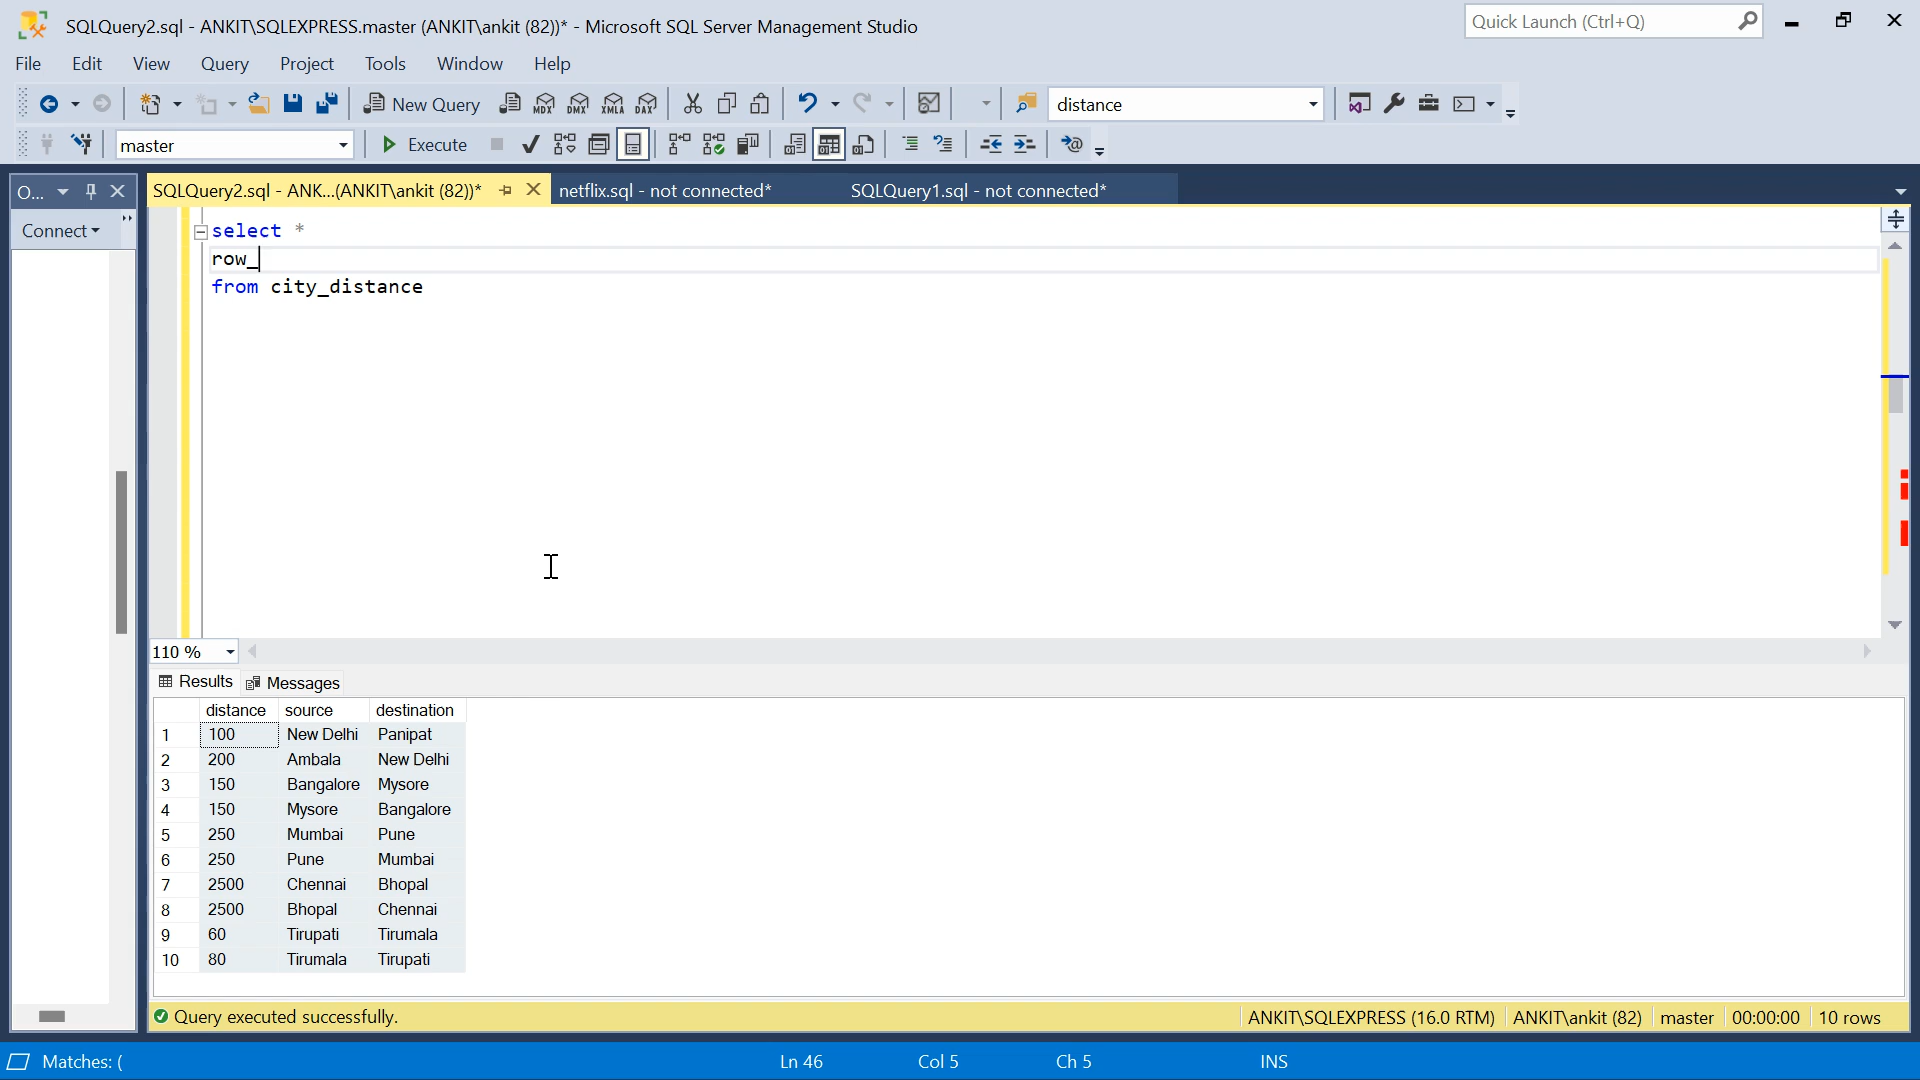 SQLQuery2.sql - ANKIT\SQLEXPRESS.master (ANKIT\ankit (82))* - Microsoft SQL Server Management Studio
Quick Launch (Ctrl+Q)
File Edit View Query Project Tools Window Help
New Query MDX DMX XMLA DAX distance
master Execute
O... SQLQuery2.sql - ANK...(ANKIT\ankit (82))* netflix.sql - not connected* SQLQuery1.sql - not connected*
Connect
select *
row_
from city_distance
110 %
Results Messages
distance source destination
1 100 New Delhi Panipat
2 200 Ambala New Delhi
3 150 Bangalore Mysore
4 150 Mysore Bangalore
5 250 Mumbai Pune
6 250 Pune Mumbai
7 2500 Chennai Bhopal
8 2500 Bhopal Chennai
9 60 Tirupati Tirumala
10 80 Tirumala Tirupati
Query executed successfully. ANKIT\SQLEXPRESS (16.0 RTM) ANKIT\ankit (82) master 00:00:00 10 rows
Matches: ( Ln 46 Col 5 Ch 5 INS